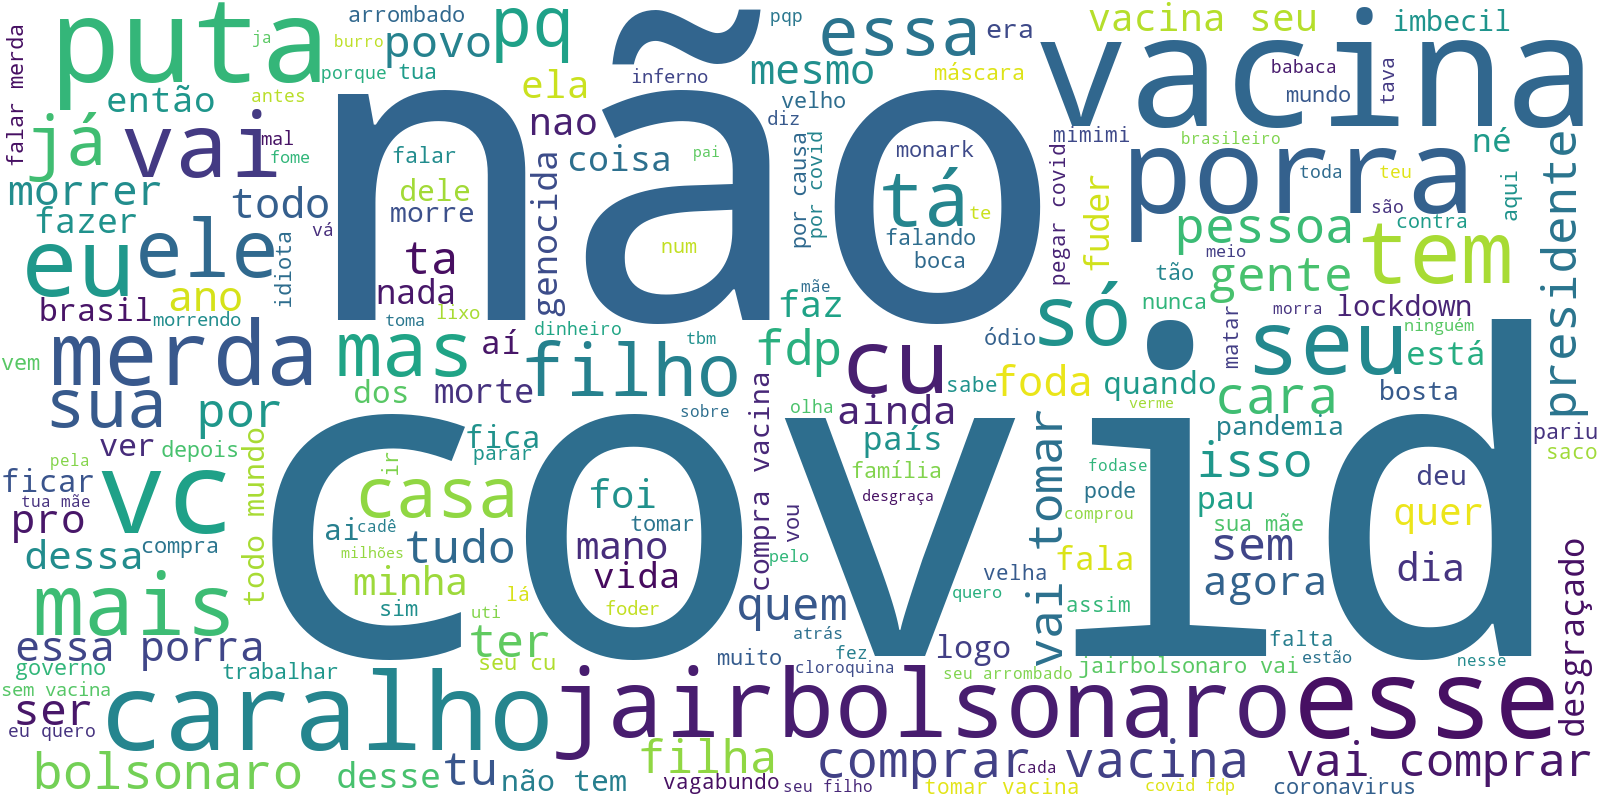 puta
não
vacina
covid
falar merda
ja
burro
arrombado
pqp
pq
povo
porque
tua
inferno
essa
era
vacina seu
imbecil
mesmo
máscara
babaca
mundo
tava
então
antes
ela
velho
diz
já
vai
mal
fome
nao
coisa
falar
pai
por causa
por covid
monark
mimimi
brasileiro
né
porra
toda
teu
morrer
todo
dele
morre
genocida
tá
te
falando
boca
pegar covid
fuder
pessoa
são
contra
aqui
presidente
fazer
vá
eu
ele
idiota
ta
num
meio
tão
gente
tem
ano
nada
mãe
faz
nunca
lockdown
morra
brasil
morrendo
toma
lixo
dinheiro
tbm
aí
ódio
só
matar
seu
ninguém
está
vem
merda
mas
filho
fdp
cu
sabe
foda
quando
cara
bosta
sua
por
dos
morte
sobre
olha
ainda
verme
pandemia
pariu
saco
ver
depois
fica
parar
país
isso
pela
ficar
tua mãe
vc
todo mundo
ir
casa
foi
compra vacina
família
desgraça
vai tomar
fodase
pode
pau
deu
quer
pro
ai
cadê
tomar
vou
comprou
sua mãe
dessa
compra
milhões
tudo
mano
vida
pelo
velha
fala
sem
dia
mais
minha
sim
uti
lá
foder
quem
quero
assim
agora
desgraçado
essa porra
ter
atrás
falta
governo
trabalhar
seu cu
muito
fez
logo
jairbolsonaro vai
estão
nesse
sem vacina
cloroquina
seu arrombado
ser
eu quero
caralho
jairbolsonaro
esse
bolsonaro
desse
tu
não tem
filha
vagabundo
seu filho
comprar vacina
cada
tomar vacina
covid fdp
vai comprar
coronavirus